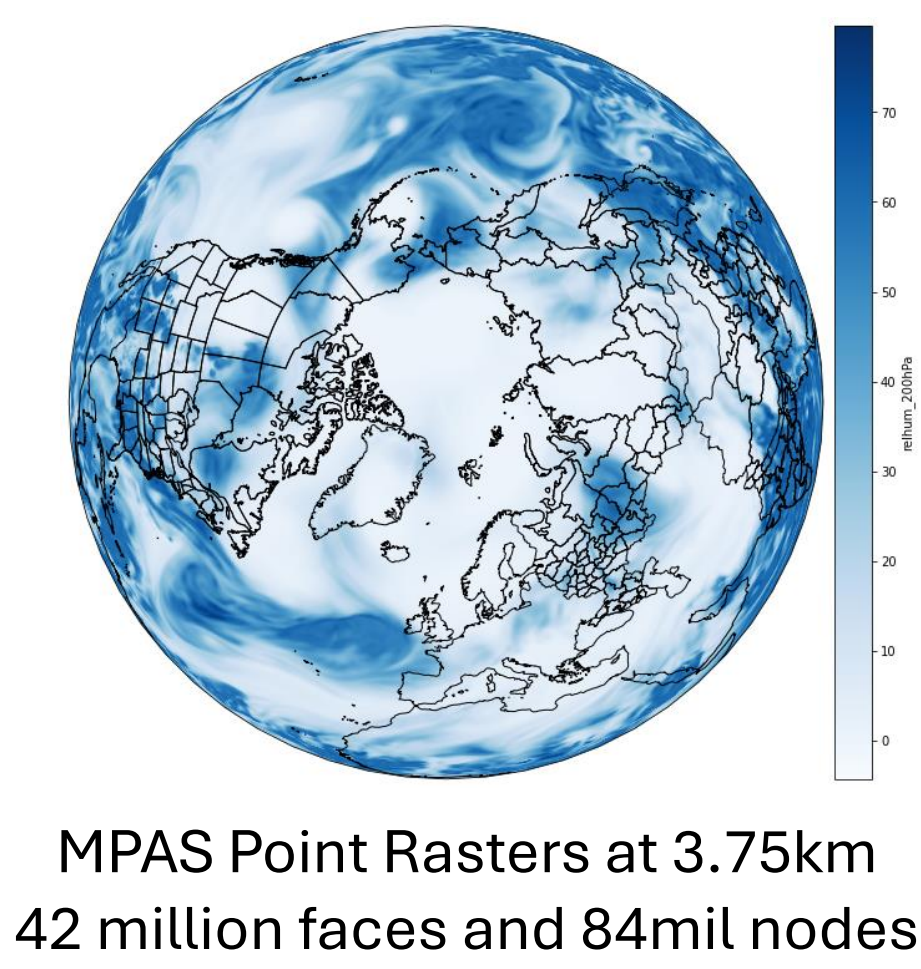 70
60
50
40
30
20
10
0
relhum_200hPa
MPAS Point Rasters at 3.75km
42 million faces and 84mil nodes